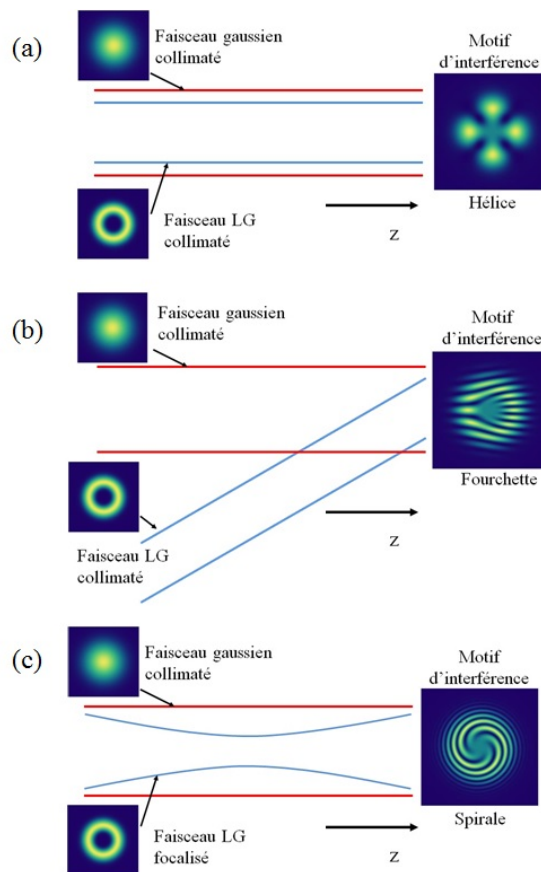 (a)
Faisceau gaussien
collimaté
Motif
d'interférence
Faisceau LG
collimaté
Z
Hélice
(b)
Faisceau gaussien
collimaté
Motif
d'interférence
Faisceau LG
collimaté
Z
Fourchette
(c)
Faisceau gaussien
collimaté
Motif
d'interférence
Faisceau LG
focalisé
Z
Spirale